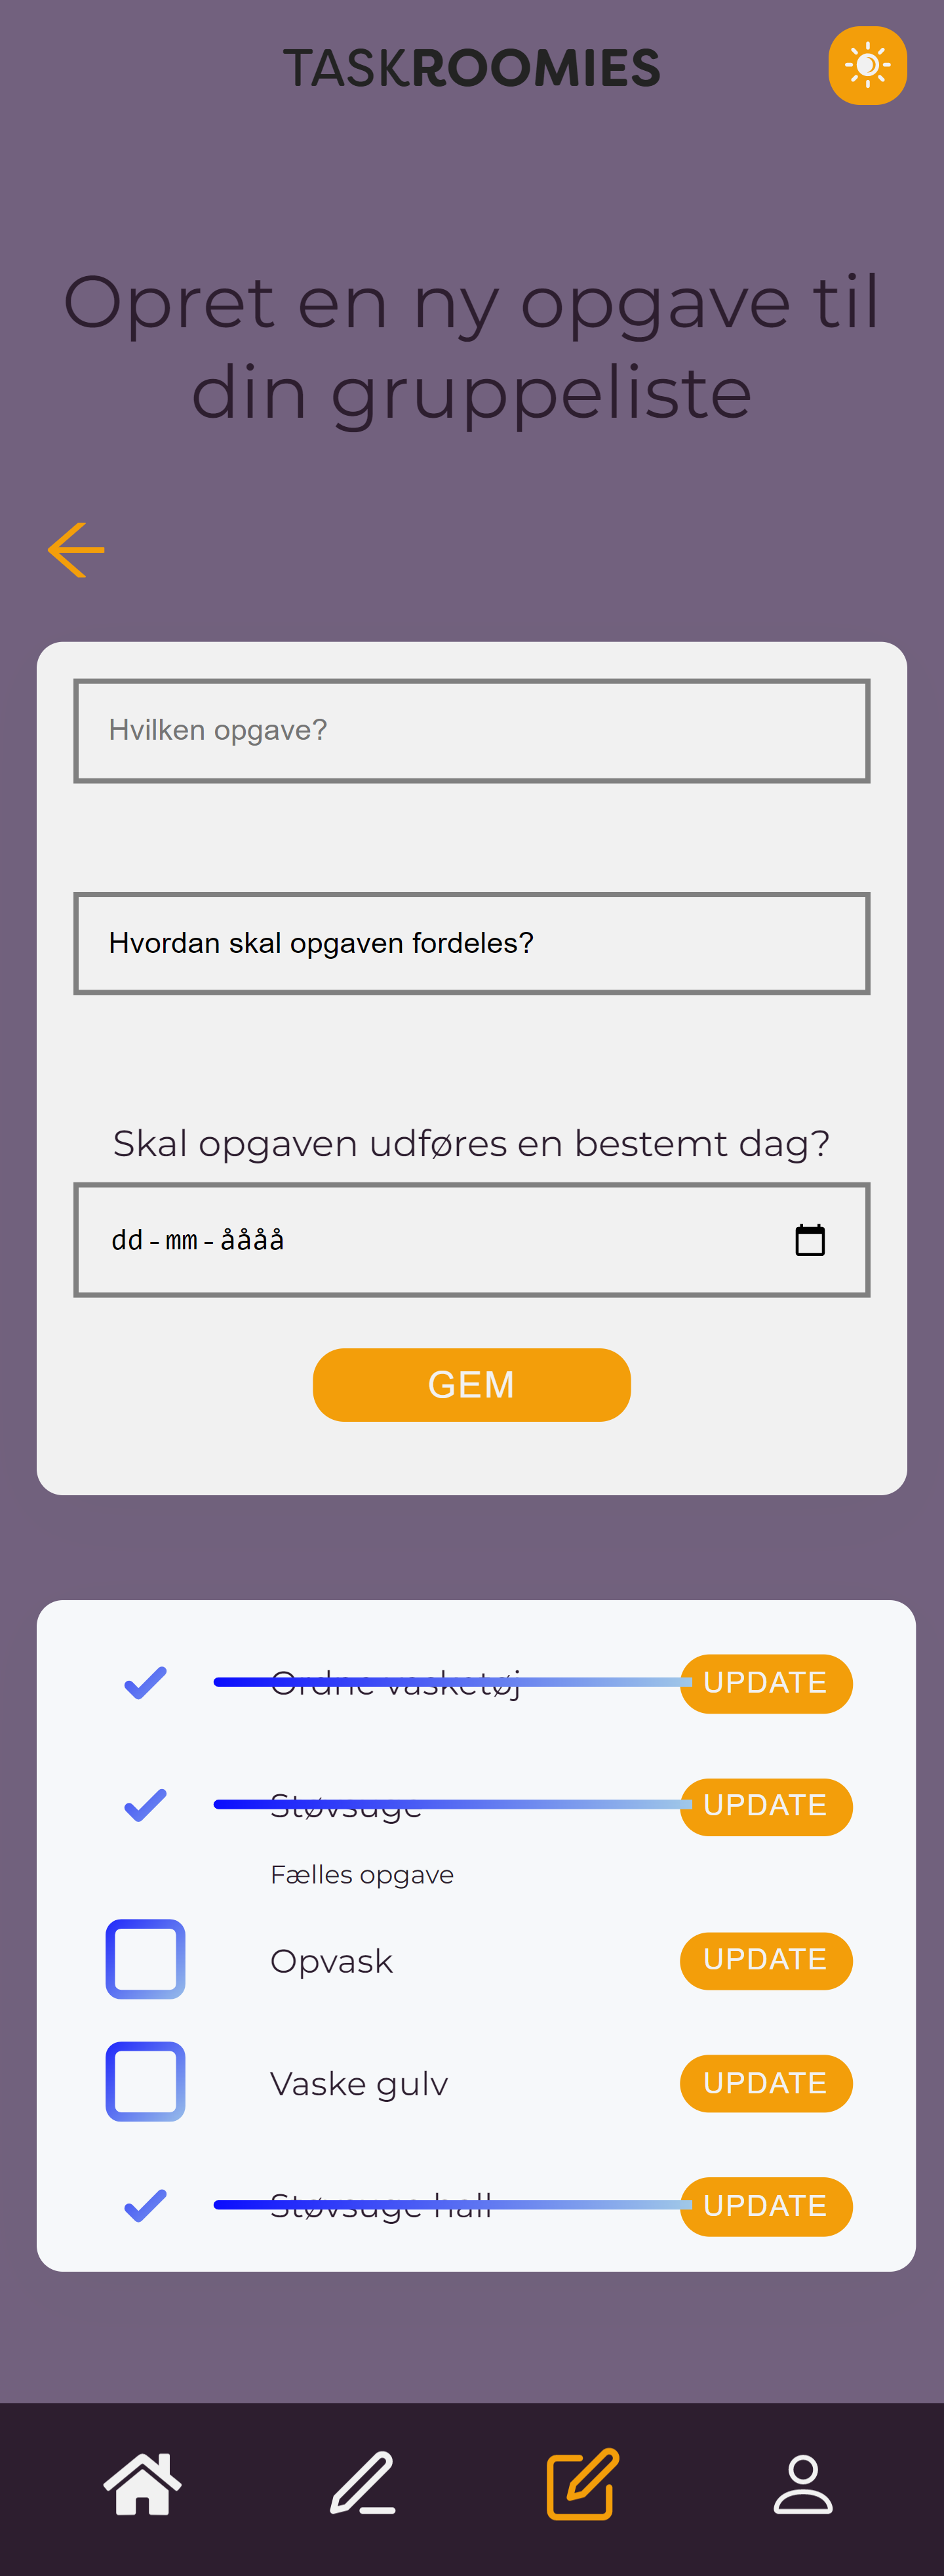 TASKROOMIES
Opret en ny opgave til
din gruppeliste
Hvilken opgave?
Hvordan skal opgaven fordeles?
Skal opgaven udføres en bestemt dag?
dd-mm-åååå
GEM
Ordne vasketøj UPDATE
Støvsuge UPDATE
Fælles opgave
Opvask UPDATE
Vaske gulv UPDATE
Støvsuge hall UPDATE